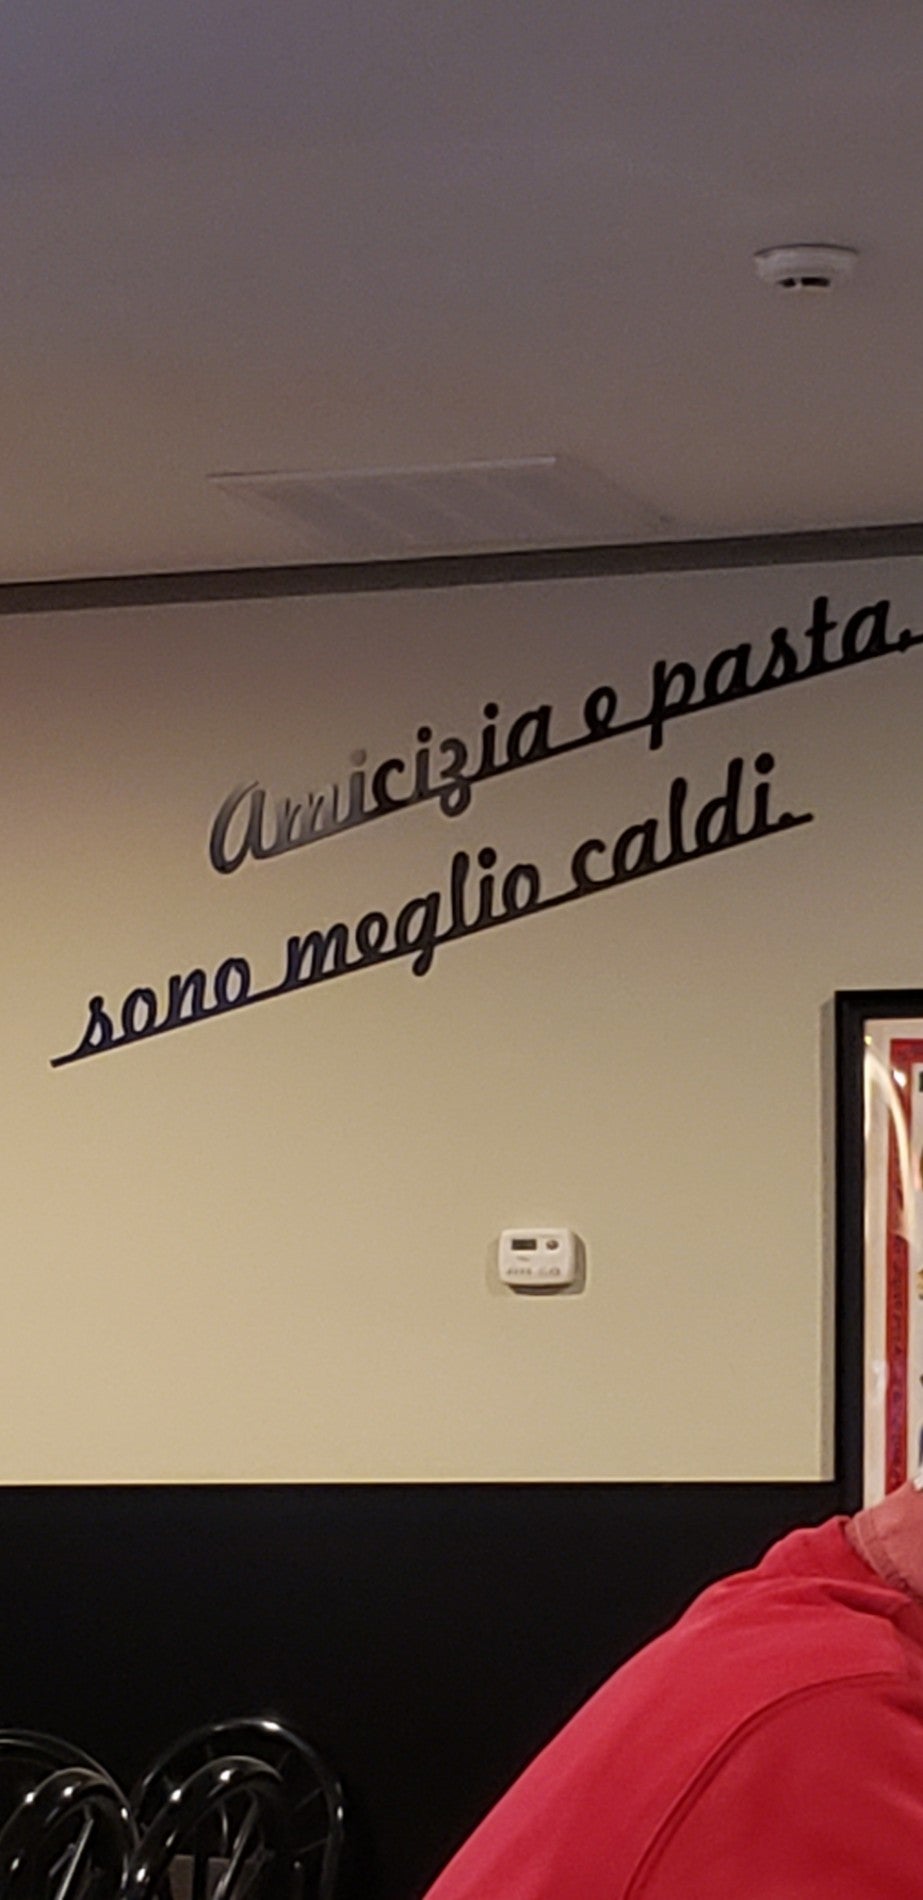 Amicizia e pasta,
sono meglio caldi.